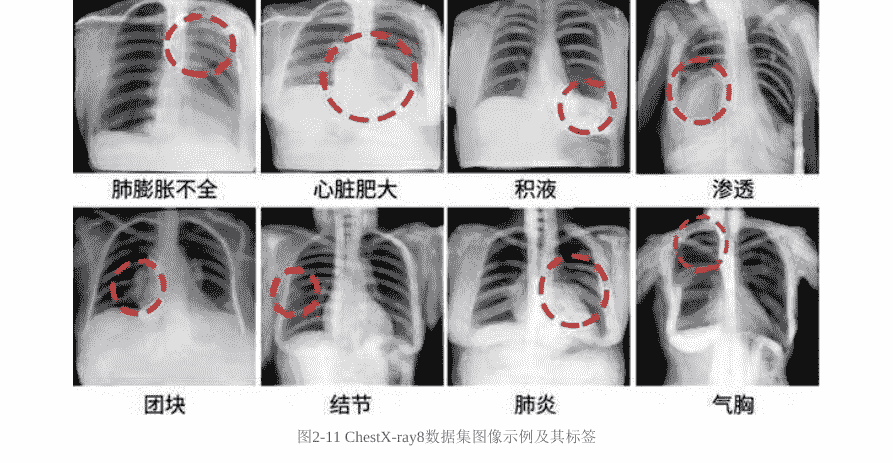 肺膨胀不全 心脏肥大 积液 渗透
团块 结节 肺炎 气胸
图2-11 ChestX-ray8数据集图像示例及其标签